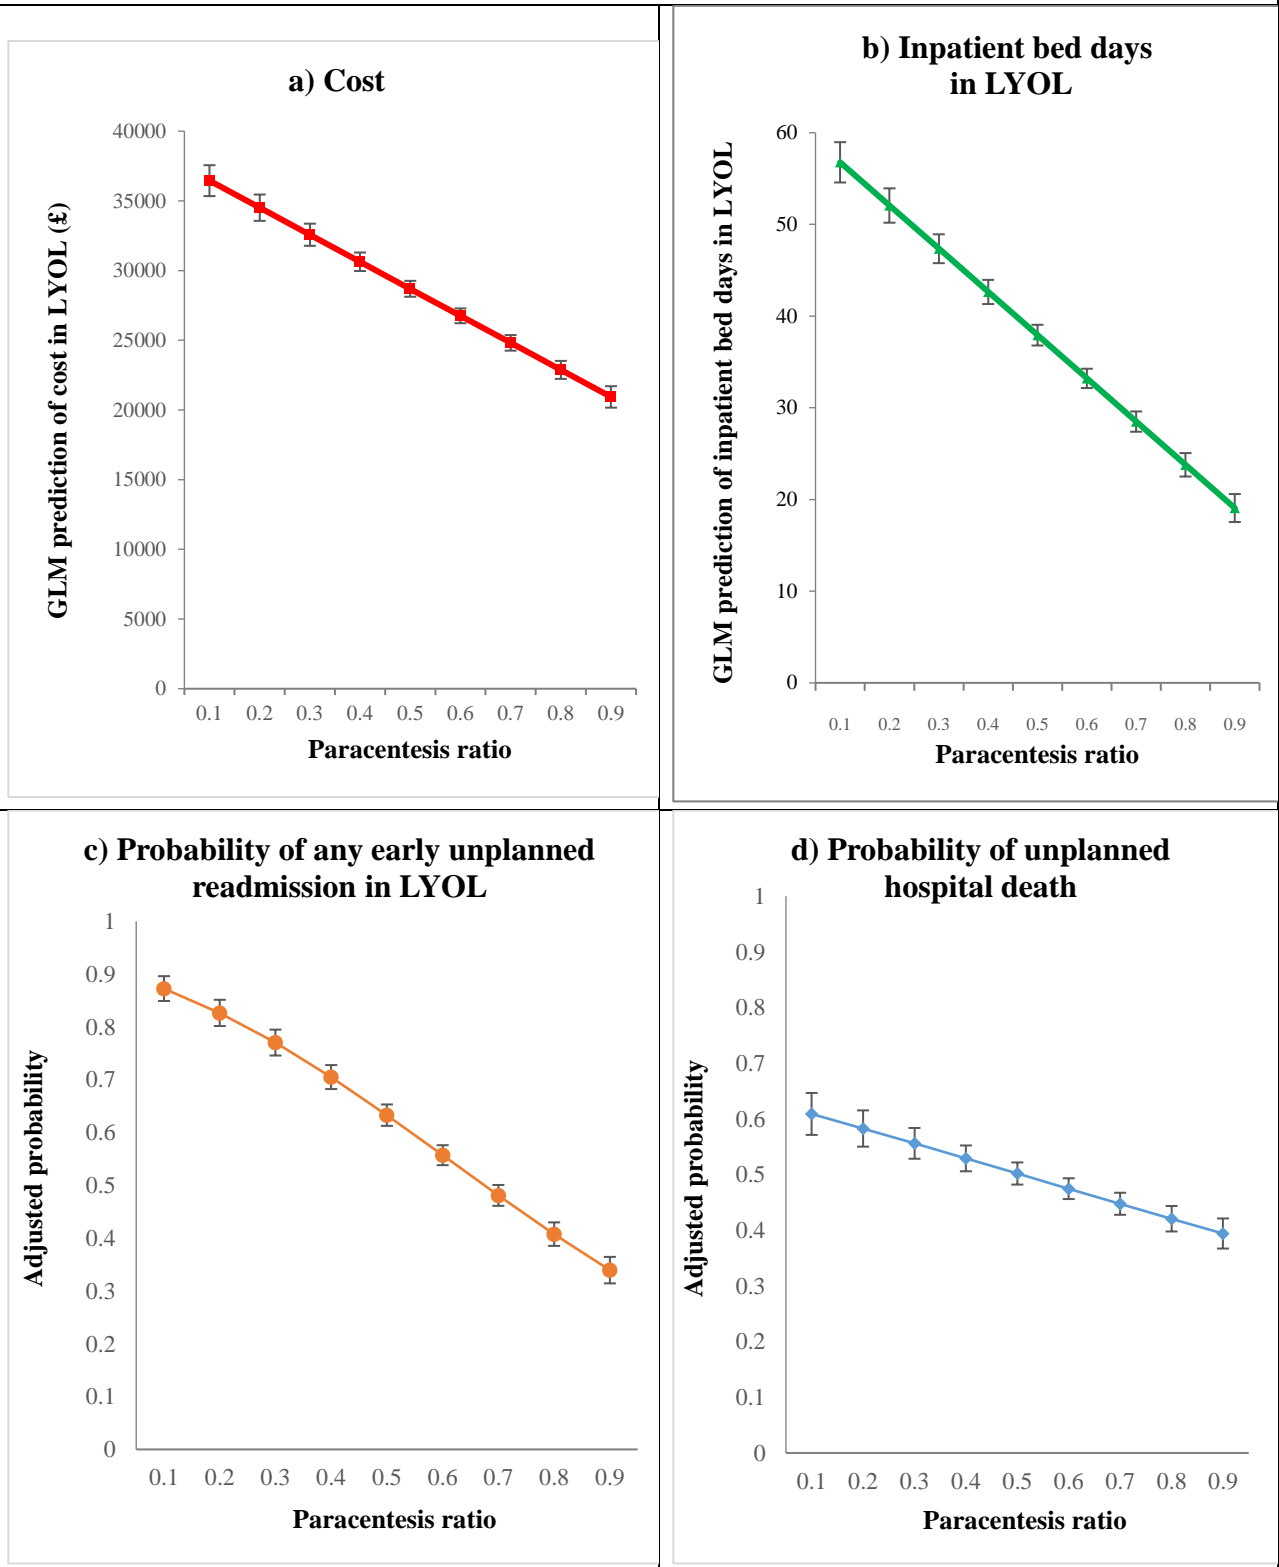 a) Cost
GLM prediction of cost in LYOL (£)
40000
35000
30000
25000
20000
15000
10000
5000
0
0.1 0.2 0.3 0.4 0.5 0.6 0.7 0.8 0.9
Paracentesis ratio
b) Inpatient bed days
in LYOL
GLM prediction of inpatient bed days in LYOL
60
50
40
30
20
10
0
0.1 0.2 0.3 0.4 0.5 0.6 0.7 0.8 0.9
Paracentesis ratio
c) Probability of any early unplanned
readmission in LYOL
Adjusted probability
1
0.9
0.8
0.7
0.6
0.5
0.4
0.3
0.2
0.1
0
0.1 0.2 0.3 0.4 0.5 0.6 0.7 0.8 0.9
Paracentesis ratio
d) Probability of unplanned
hospital death
Adjusted probability
1
0.9
0.8
0.7
0.6
0.5
0.4
0.3
0.2
0.1
0
0.1 0.2 0.3 0.4 0.5 0.6 0.7 0.8 0.9
Paracentesis ratio